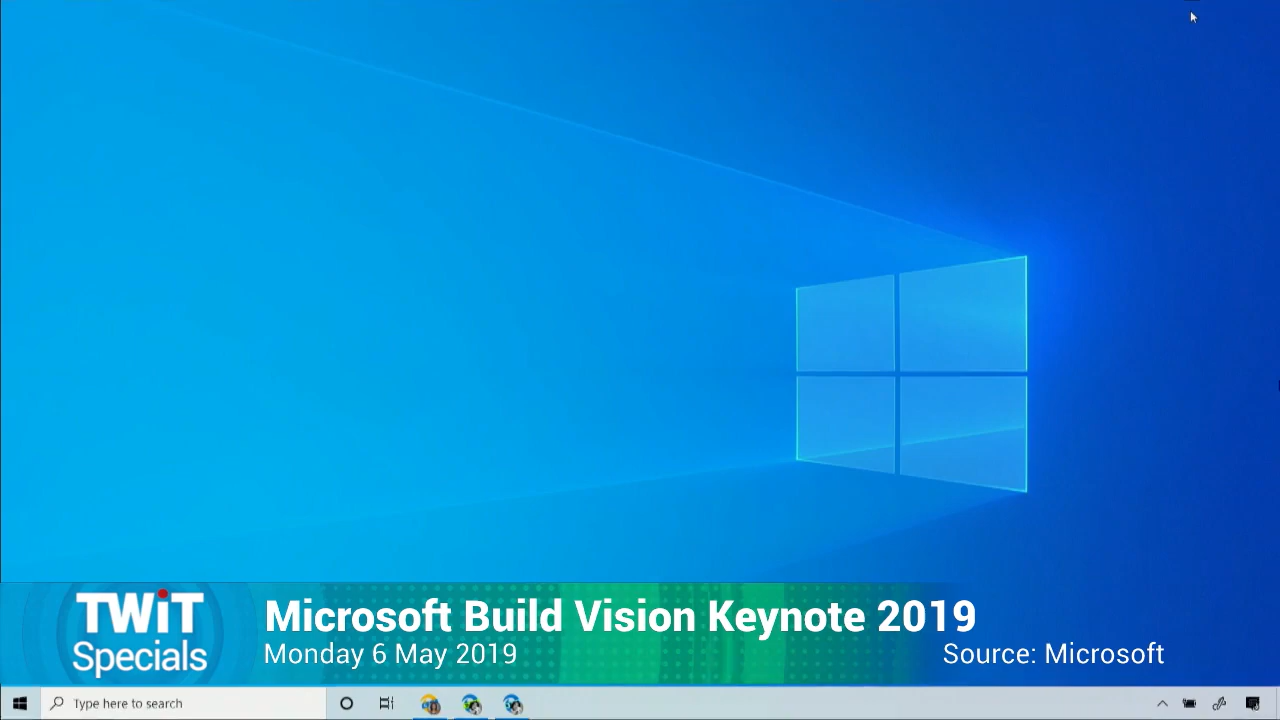 TWiT
Specials
Microsoft Build Vision Keynote 2019
Monday 6 May 2019
Source: Microsoft
Type here to search